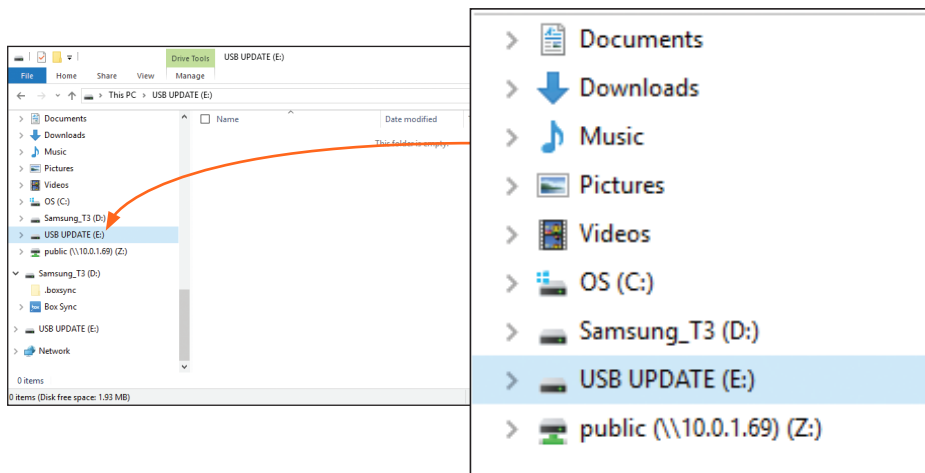 Drive Tools USB UPDATE (E:)
File Home Share View Manage
This PC > USB UPDATE (E:)
Documents
Downloads
Music
Pictures
Videos
OS (C:)
Samsung_T3 (D:)
USB UPDATE (E:)
public (\\10.0.1.69) (Z:)
Samsung_T3 (D:)
.boxsync
Box Sync
USB UPDATE (E:)
Network
Name Date modified
This folder is empty.
0 items
0 items (Disk free space: 1.93 MB)
Documents
Downloads
Music
Pictures
Videos
OS (C:)
Samsung_T3 (D:)
USB UPDATE (E:)
public (\\10.0.1.69) (Z:)